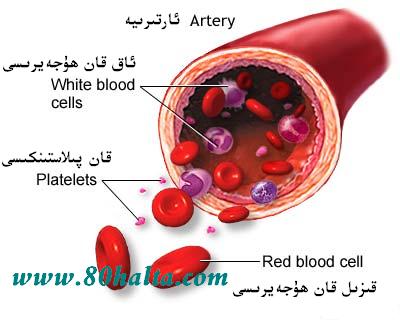 ئارتىرىيە Artery
ئاق قان ھۈجەيرىسى
White blood
cells
قان پىلاستىنكىسى
Platelets
Red blood cell
قىزىل قان ھۈجەيرىسى
www.80halta.com